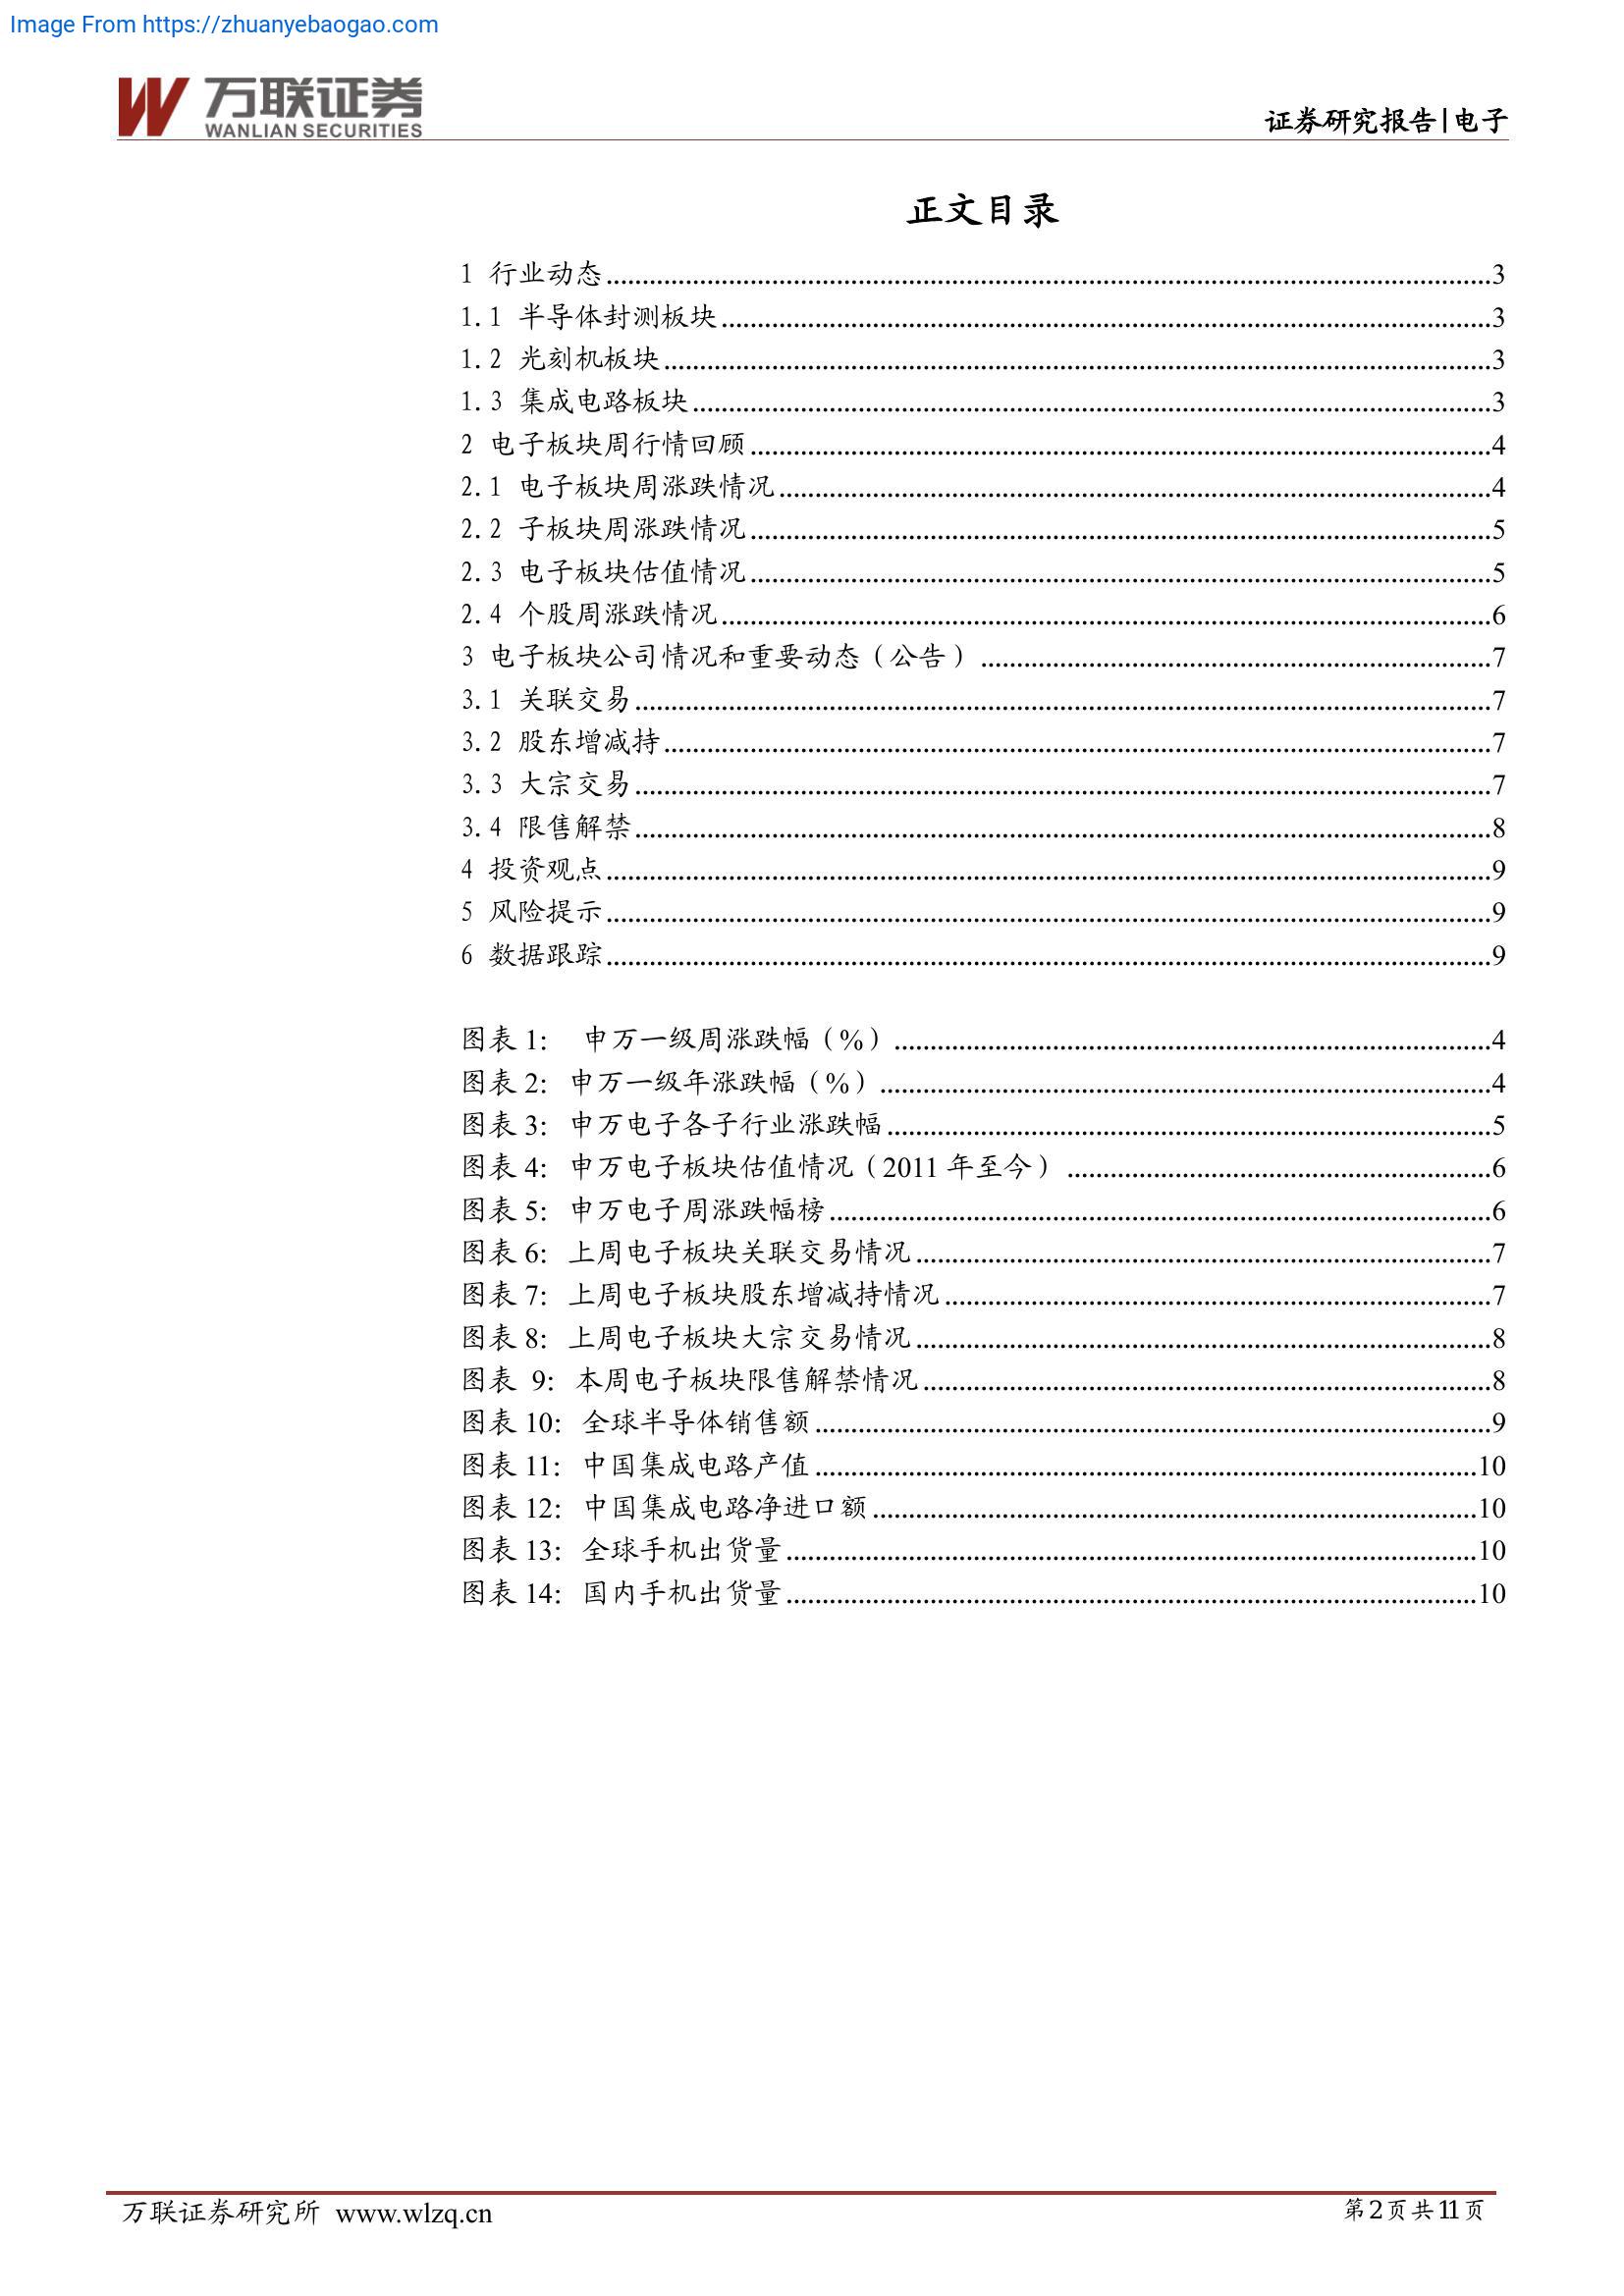 Image From https://zhuanyebaogao.com
万联证券
WANLIAN SECURITIES
证券研究报告|电子
正文目录
1 行业动态3
1.1 半导体封测板块3
1.2 光刻机板块3
1.3 集成电路板块3
2 电子板块周行情回顾4
2.1 电子板块周涨跌情况4
2.2 子板块周涨跌情况5
2.3 电子板块估值情况5
2.4 个股周涨跌情况6
3 电子板块公司情况和重要动态（公告）7
3.1 关联交易7
3.2 股东增减持7
3.3 大宗交易7
3.4 限售解禁8
4 投资观点9
5 风险提示9
6 数据跟踪9
图表 1： 申万一级周涨跌幅（%）4
图表 2：申万一级年涨跌幅（%）4
图表 3：申万电子各子行业涨跌幅5
图表 4：申万电子板块估值情况（2011 年至今）6
图表 5：申万电子周涨跌幅榜6
图表 6：上周电子板块关联交易情况7
图表 7：上周电子板块股东增减持情况7
图表 8：上周电子板块大宗交易情况8
图表 9：本周电子板块限售解禁情况8
图表 10：全球半导体销售额9
图表 11：中国集成电路产值10
图表 12：中国集成电路净进口额10
图表 13：全球手机出货量10
图表 14：国内手机出货量10
万联证券研究所 www.wlzq.cn
第 2 页 共 11 页